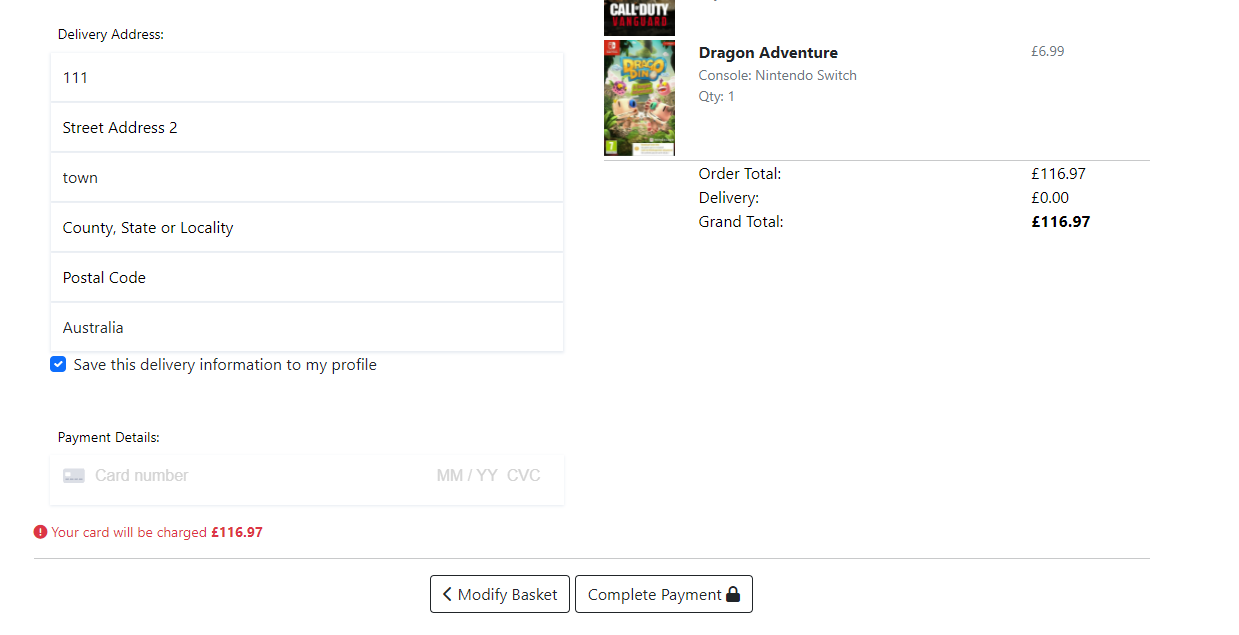 Delivery Address:
111
Street Address 2
town
County, State or Locality
Postal Code
Australia
Save this delivery information to my profile
Payment Details:
Card number MM / YY CVC
Your card will be charged £116.97
CALL OF DUTY
VANGUARD
DRAGO
DINO
7
Dragon Adventure £6.99
Console: Nintendo Switch
Qty: 1
Order Total: £116.97
Delivery: £0.00
Grand Total: £116.97
Modify Basket
Complete Payment